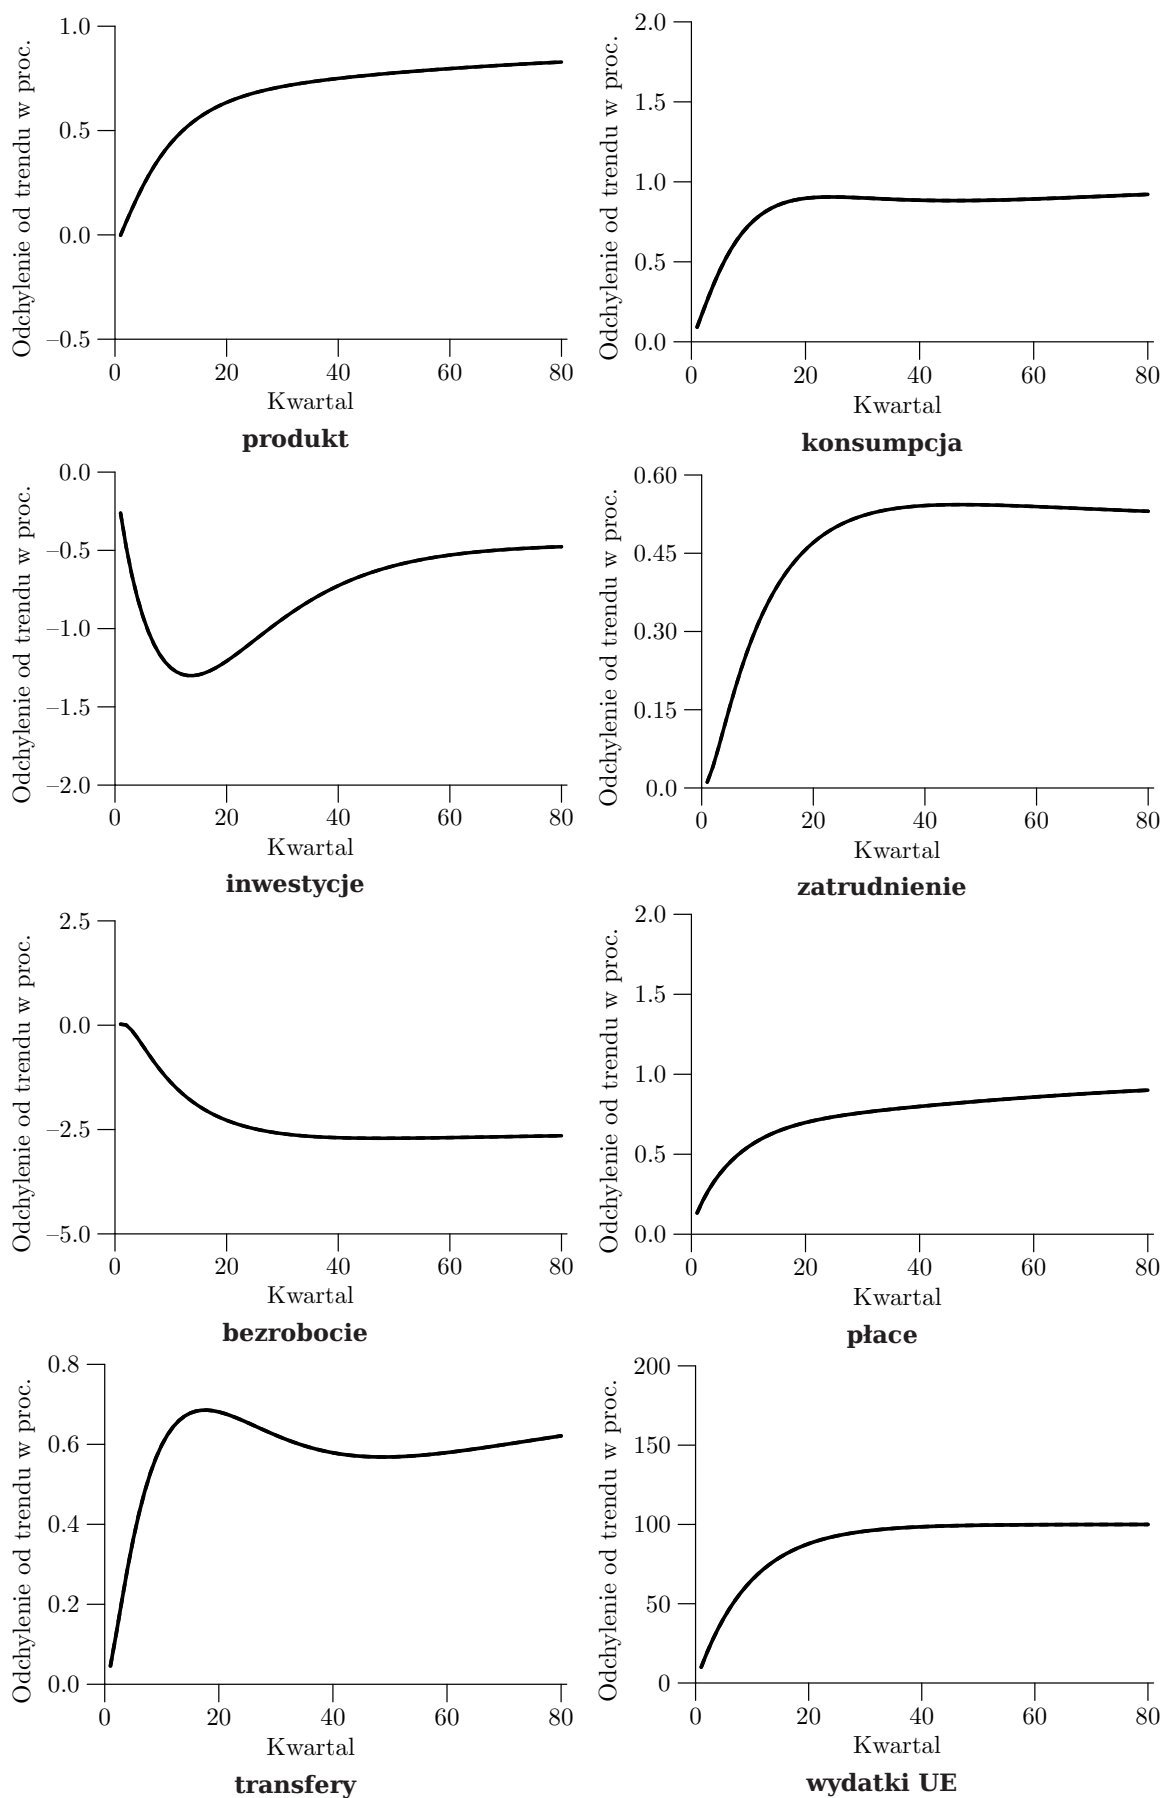 Odchylenie od trendu w proc.
1.0
0.5
0.0
–0.5
0 20 40 60 80
Kwartal
produkt
Odchylenie od trendu w proc.
2.0
1.5
1.0
0.5
0.0
0 20 40 60 80
Kwartal
konsumpcja
Odchylenie od trendu w proc.
0.0
–0.5
–1.0
–1.5
–2.0
0 20 40 60 80
Kwartal
inwestycje
Odchylenie od trendu w proc.
0.60
0.45
0.30
0.15
0.0
0 20 40 60 80
Kwartal
zatrudnienie
Odchylenie od trendu w proc.
2.5
0.0
–2.5
–5.0
0 20 40 60 80
Kwartal
bezrobocie
Odchylenie od trendu w proc.
2.0
1.5
1.0
0.5
0.0
0 20 40 60 80
Kwartal
płace
Odchylenie od trendu w proc.
0.8
0.6
0.4
0.2
0.0
0 20 40 60 80
Kwartal
transfery
Odchylenie od trendu w proc.
200
150
100
50
0
0 20 40 60 80
Kwartal
wydatki UE